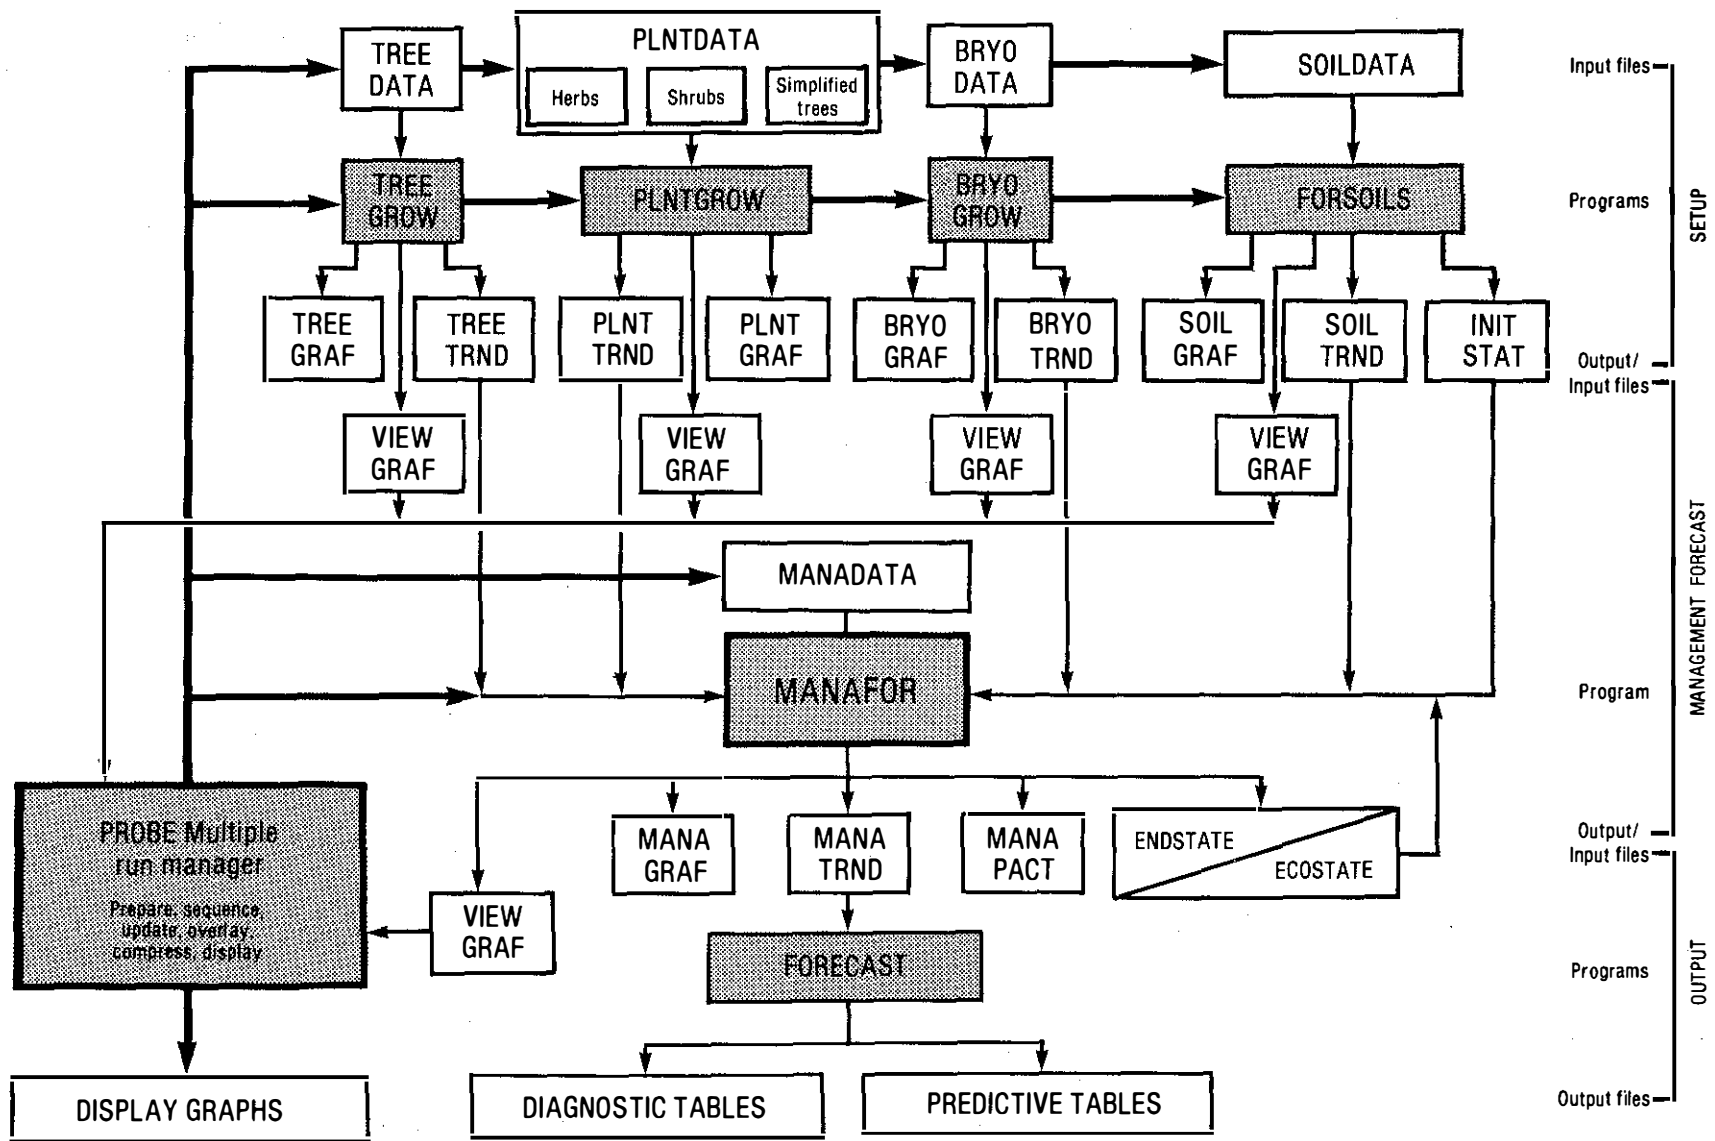 TREE
DATA
PLNTDATA
Herbs
Shrubs
Simplified
trees
BRYO
DATA
SOILDATA
Input files
TREE
GROW
PLNTGROW
BRYO
GROW
FORSOILS
Programs
SETUP
TREE
GRAF
TREE
TRND
PLNT
TRND
PLNT
GRAF
BRYO
GRAF
BRYO
TRND
SOIL
GRAF
SOIL
TRND
INIT
STAT
Output/
Input files
VIEW
GRAF
VIEW
GRAF
VIEW
GRAF
VIEW
GRAF
MANADATA
MANAFOR
Program
MANAGEMENT FORECAST
PROBE Multiple
run manager
Prepare, sequence,
update, overlay,
compress, display
VIEW
GRAF
MANA
GRAF
MANA
TRND
MANA
PACT
ENDSTATE
ECOSTATE
Output/
Input files
FORECAST
Programs
OUTPUT
DISPLAY GRAPHS
DIAGNOSTIC TABLES
PREDICTIVE TABLES
Output files